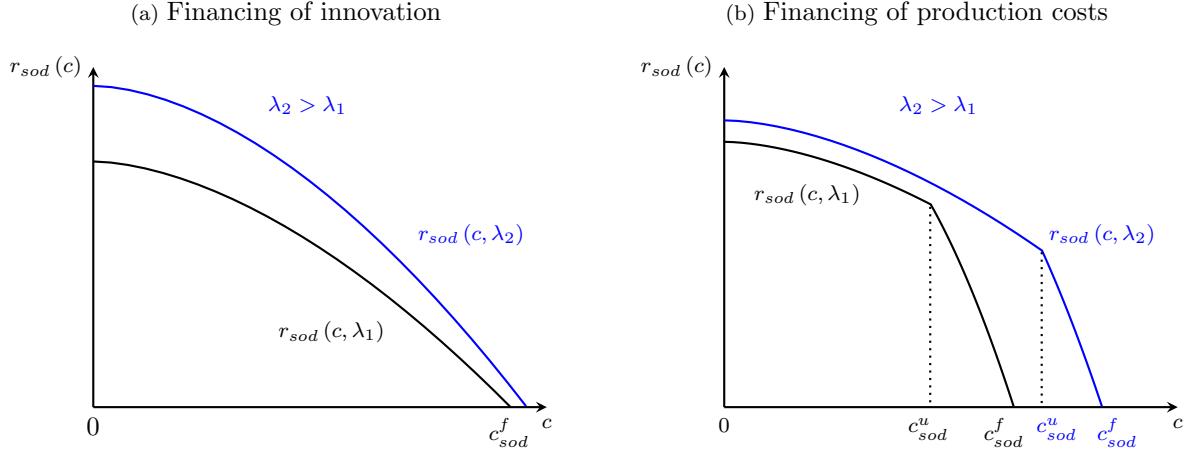 (a) Financing of innovation
r_sod (c)
λ₂ > λ₁
r_sod (c, λ₂)
r_sod (c, λ₁)
0
c^f_sod
c
(b) Financing of production costs
r_sod (c)
λ₂ > λ₁
r_sod (c, λ₁)
r_sod (c, λ₂)
0
c^u_sod
c^f_sod
c^u_sod
c^f_sod
c